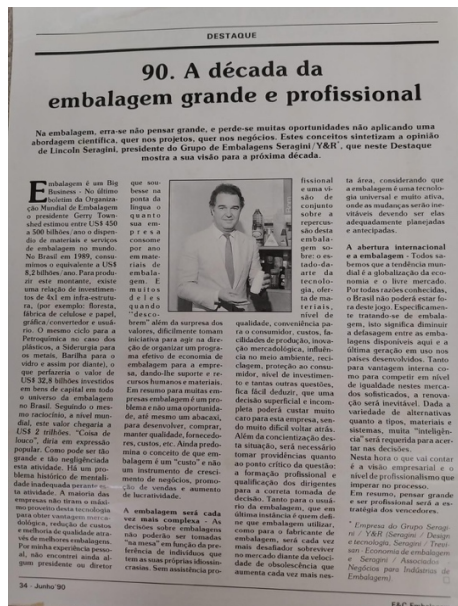 DESTAQUE
90. A década da
embalagem grande e profissional
Na embalagem, erra-se não pensar grande, e perde-se muitas oportunidades não aplicando uma
abordagem científica, quer nos projetos, quer nos negócios. Estes conceitos sintetizam a opinião
de Lincoln Seragini, presidente do Grupo de Embalagens Seragini/Y&R*, que neste Destaque
mostra a sua visão para a próxima década.
Embalagem é um Big
Business - No último
boletim da Organiza-
ção Mundial de Embalagem
o presidente Gerry Town-
shend estimou entre US$ 450
a 500 bilhões/ano o dispen-
dio de materiais e serviços
de embalagem no mundo.
No Brasil em 1989, consu-
mimos o equivalente a US$
8,2 bilhões/ano. Para produ-
zir este montante, existe
uma relação de investimen-
tos de 4x1 em infra-estrutu-
ra, (por exemplo: floresta,
fábrica de celulose e papel,
gráfica/convertedor e usuá-
rio. O mesmo ciclo para a
Petroquímica no caso dos
plásticos, a Siderurgia para
os metais, Barilha para o
vidro e assim por diante), o
que perfazeria o valor de
US$ 32,8 bilhões investidos
em bens de capital em todo
o universo da embalagem
no Brasil. Seguindo o mes-
mo raciocínio, a nível mun-
dial, este valor chegaria a
US$ 2 milhões. "Coisa de
louco", diria em expressão
popular. Como pode ser tão
grande e tão negligênciada
esta atividade. Há um pro-
blema histórico de mentali-
dade inadequada perante es-
ta atividade. A maioria das
empresas não tiram o máxi-
mo proveito desta tecnologia
para obter vantagem merca-
dológica, redução de custos
e melhoria de qualidade atra-
vés de melhores embalagens.
Por minha experiência pesso-
al, não encontrei ainda al-
gum presidente ou diretor
que sou-
besse na
ponta da
língua o
quanto
sua em-
presa
consome
por ano
em mate-
riais de
embala-
gem. E
muitos
deles
quando
"desco-
brem" além da surpresa dos
valores, dificilmente tomam
iniciativa para agir na dire-
ção de organizar um progra-
ma efetivo de economia de
embalagem para a empre-
sa, dando-lhe suporte e re-
cursos humanos e materiais.
Em resumo para muitas em-
presas embalagem é um pro-
blema e não uma oportunida-
de, até mesmo um abacaxi,
para desenvolver, comprar,
manter qualidade, fornecedo-
res, custos, etc. Ainda predo-
mina o conceito de que em-
balagem é um "custo" e não
um instrumento de cresci-
mento de negócios, promo-
ção de vendas e aumento
de lucratividade.
A embalagem será cada
vez mais complexa - As
decisões sobre embalagem
não poderão ser tomadas
"na mesa" em função da pre-
ferência de indivíduos que
tem as suas próprias idiossin-
crasias. Sem assistência pro-
fissional
e uma vi-
são de
conjunto
sobre a
repercus-
são desta
embala-
gem so-
bre: o es-
tado-da-
arte da
tecnolo-
gia, ofer-
ta de ma-
teriais,
nível de
qualidade, conveniência pa-
ra o consumidor, custos, fa-
cilidades de produção, inova-
ção mercadológica, influên-
cia no meio ambiente, reci-
clagem, proteção ao consu-
midor, nível de investimen-
to e tantas outras questões,
fica fácil deduzir, que uma
decisão superficial e incom-
pleta poderá custar muito
caro para esta empresa, sen-
do muito difícil voltar atrás.
Além da concientização des-
ta situação, será necessário
tomar providências quanto
ao ponto crítico da questão:
a formação profissional e
qualificação dos dirigentes
para a correta tomada de
decisão. Tanto para o usuá-
rio da embalagem, que em
última instância é quem defi-
ne que embalagem utilizar,
como para o fabricante de
embalagem, será cada vez
mais desafiador sobreviver
no mercado diante da veloci-
dade de obsolescência que
aumenta cada vez mais nes-
ta área, considerando que
a embalagem é uma tecnolo-
gia universal e muito ativa,
onde as mudanças serão ine-
vitáveis devendo ser elas
adequadamente planejadas
e antecipadas.
A abertura internacional
e a embalagem - Todos sa-
bemos que a tendência mun-
dial é a globalização da eco-
nomia e o livre mercado.
Por todas razões conhecidas,
o Brasil não poderá estar fo-
ra deste jogo. Especificamen-
te tratando-se de embala-
gem, isto significa diminuir
a defasagem entre as emba-
lagens disponíveis aqui e a
última geração em uso nos
países desenvolvidos. Tanto
para vantagem interna co-
mo para competir em nível
de igualdade nestes merca-
dos sofisticados, a renova-
ção será inevitável. Dada a
variedade de alternativas
quanto a tipos, materiais e
sistemas, muita "inteligên-
cia" será requerida para acer-
tar nas decisões.
Nesta hora o que vai contar
é a visão empresarial e o
nível de profissionalismo que
imperar no processo.
Em resumo, pensar grande
e ser profissional será a es-
tratégia dos vencedores.
* Empresa do Grupo Seragi-
ni / Y&R (Seragini / Design
e tecnologia, Seragini / Trevi-
san - Economia de embalagem
e Seragini / Associados -
Negócios para Indústrias de
Embalagem)
34 - Junho'90